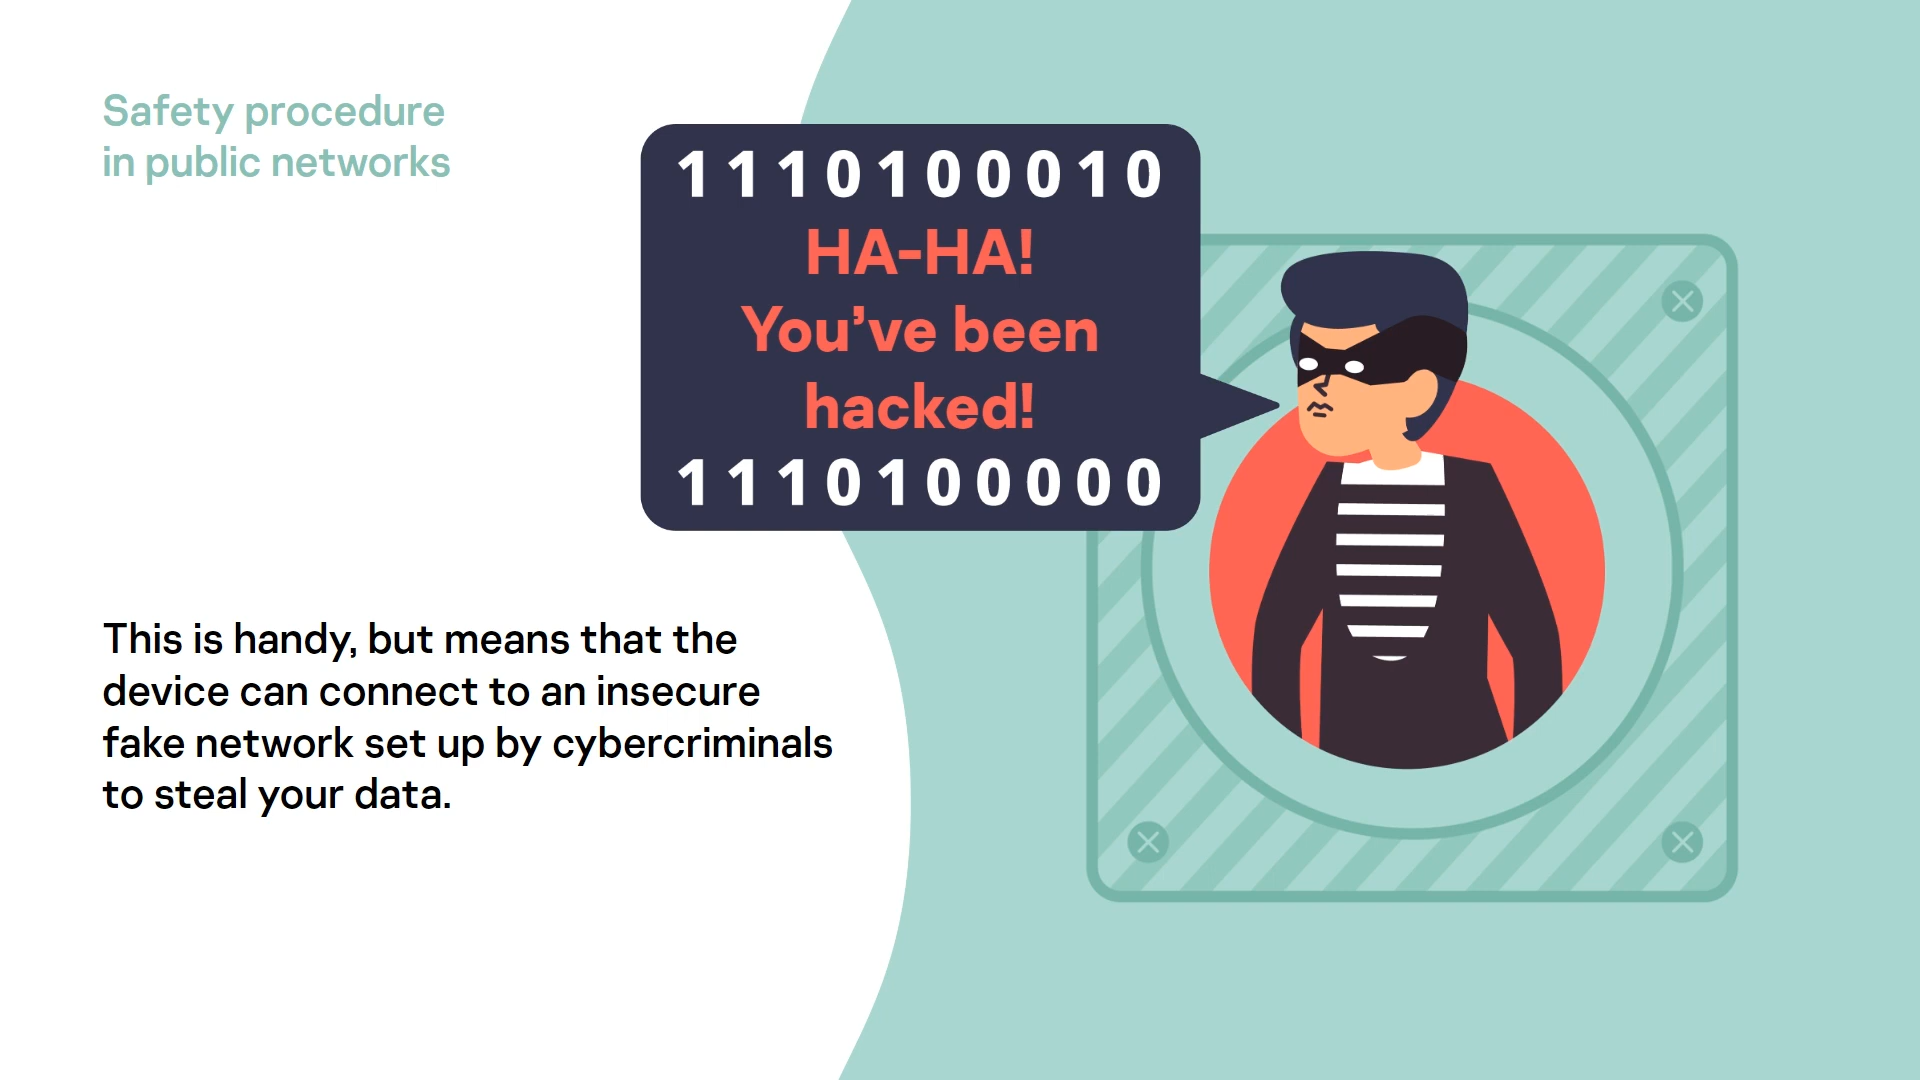 Safety procedure
in public networks
1110100010
HA-HA!
You’ve been
hacked!
1110100000
This is handy, but means that the
device can connect to an insecure
fake network set up by cybercriminals
to steal your data.